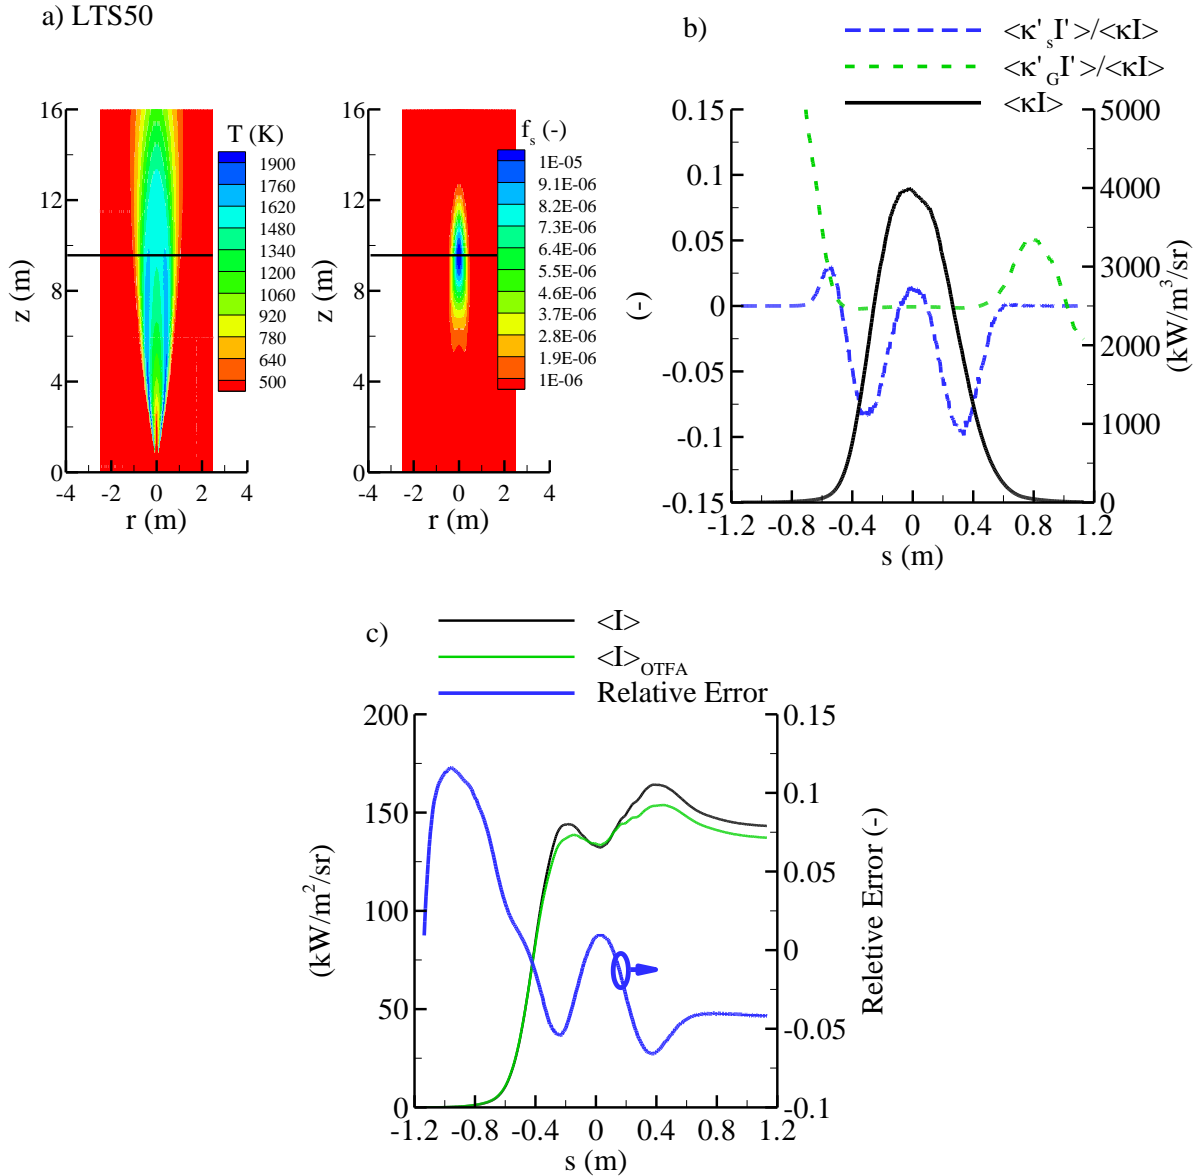 a) LTS50
T (K)
1900
1760
1620
1480
1340
1200
1060
920
780
640
500
z (m)
16
12
8
4
0
-4 -2 0 2 4
r (m)
f_s (-)
1E-05
9.1E-06
8.2E-06
7.3E-06
6.4E-06
5.5E-06
4.6E-06
3.7E-06
2.8E-06
1.9E-06
1E-06
z (m)
16
12
8
4
0
-4 -2 0 2 4
r (m)
b)
<κ'_sI'>/<κI>
<κ'_GI'>/<κI>
<κI>
(-)
0.15
0.1
0.05
0
-0.05
-0.1
-0.15
5000
4000
3000
2000
1000
0
(kW/m³/sr)
-1.2 -0.8 -0.4 0 0.4 0.8 1.2
s (m)
c)
<I>
<I>_OTFA
Relative Error
(kW/m²/sr)
200
150
100
50
0
0.15
0.1
0.05
0
-0.05
-0.1
Reletive Error (-)
-1.2 -0.8 -0.4 0 0.4 0.8 1.2
s (m)